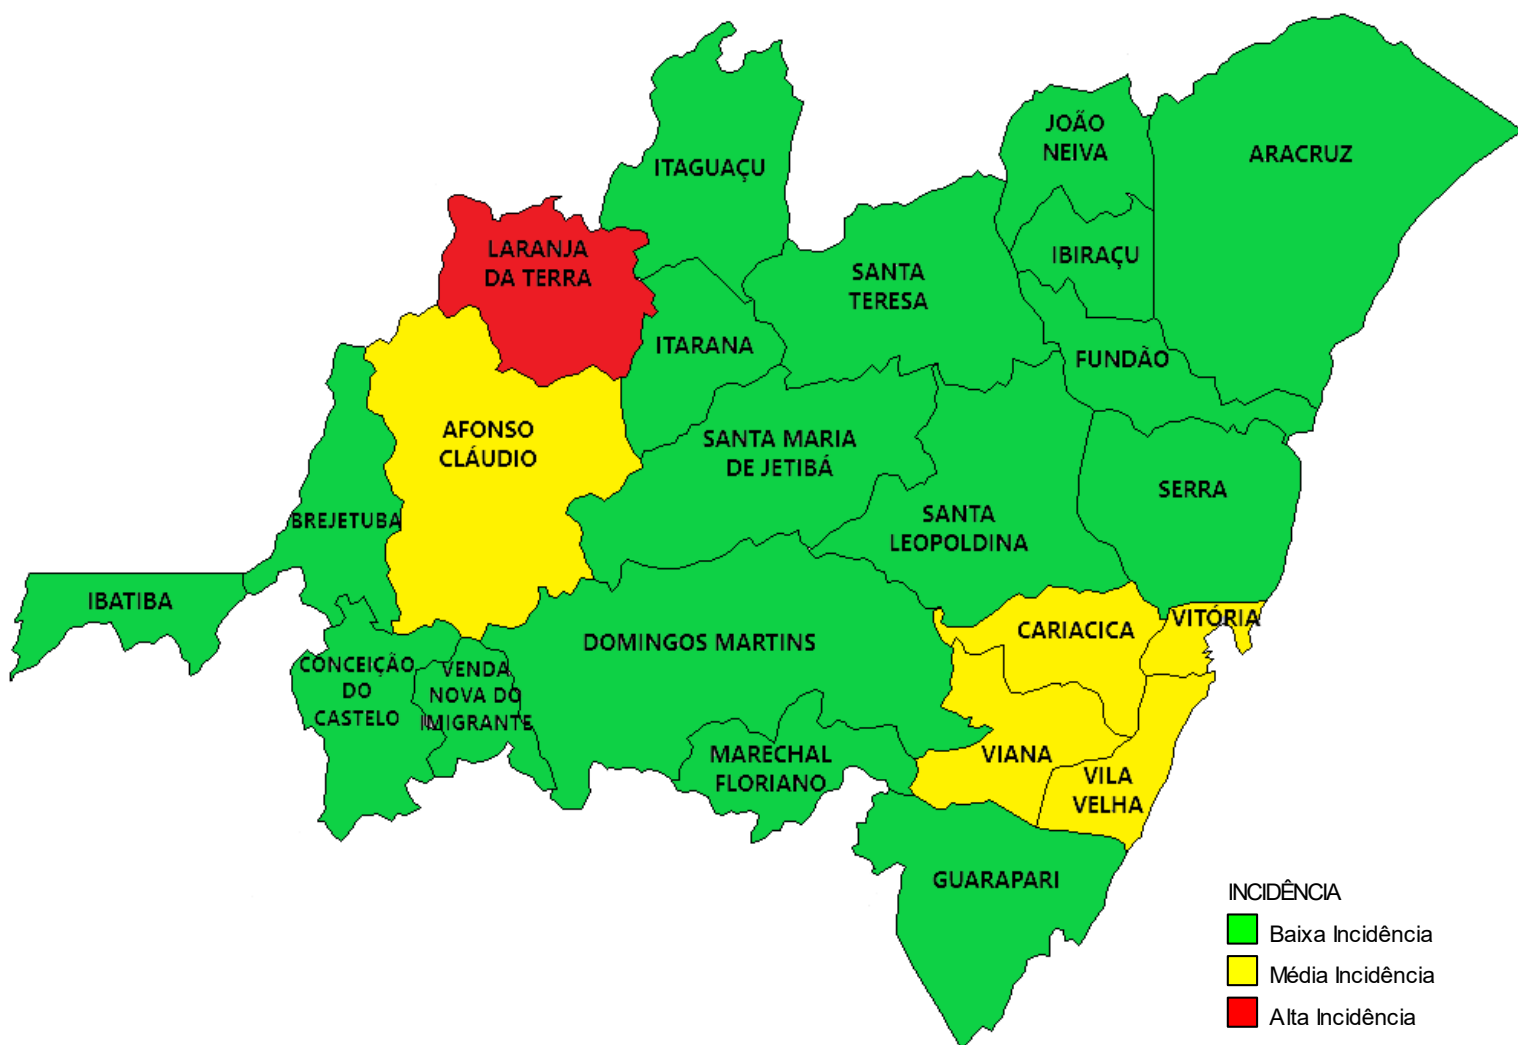 JOÃO
NEIVA
ARACRUZ
ITAGUAÇU
LARANJA
DA TERRA
IBIRAÇU
SANTA
TERESA
ITARANA
FUNDÃO
AFONSO
CLÁUDIO
SANTA MARIA
DE JETIBÁ
SERRA
BREJETUBA
SANTA
LEOPOLDINA
IBATIBA
VITÓRIA
CARIACICA
DOMINGOS MARTINS
CONCEIÇÃO
DO
CASTELO
VENDA
NOVA DO
IMIGRANTE
MARECHAL
FLORIANO
VIANA
VILA
VELHA
GUARAPARI
INCIDÊNCIA
Baixa Incidência
Média Incidência
Alta Incidência